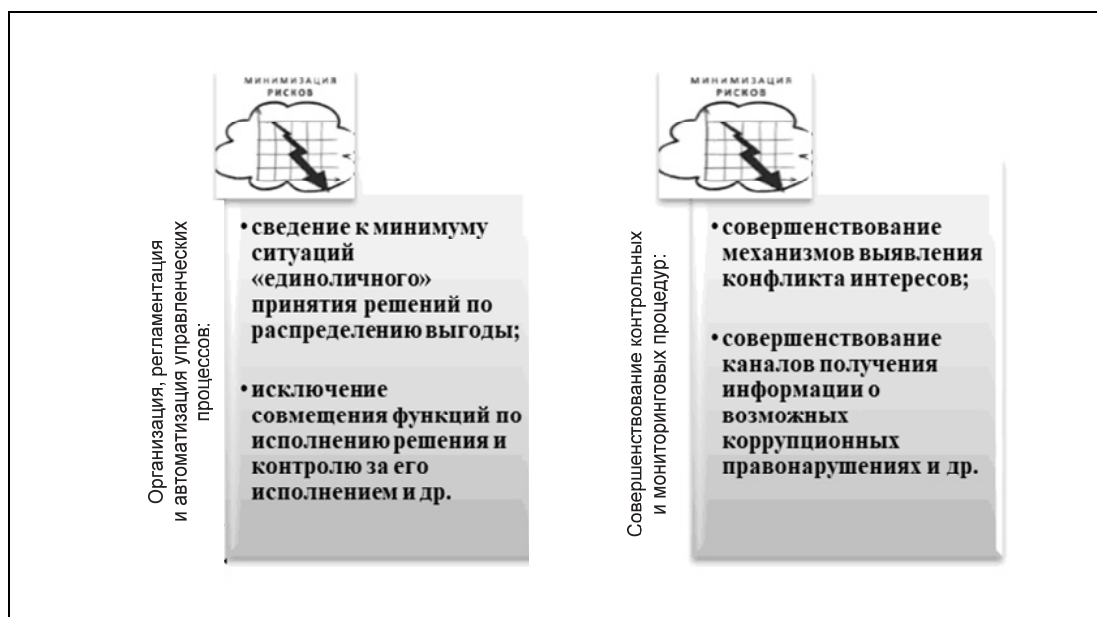 МИНИМИЗАЦИЯ
РИСКОВ
Организация, регламентация
и автоматизация управленческих
процессов:
• сведение к минимуму
ситуаций
«единоличного»
принятия решений по
распределению выгоды;
• исключение
совмещения функций по
исполнению решения и
контролю за его
исполнением и др.
МИНИМИЗАЦИЯ
РИСКОВ
Совершенствование контрольных
и мониторинговых процедур:
• совершенствование
механизмов выявления
конфликта интересов;
• совершенствование
каналов получения
информации о
возможных
коррупционных
правонарушениях и др.